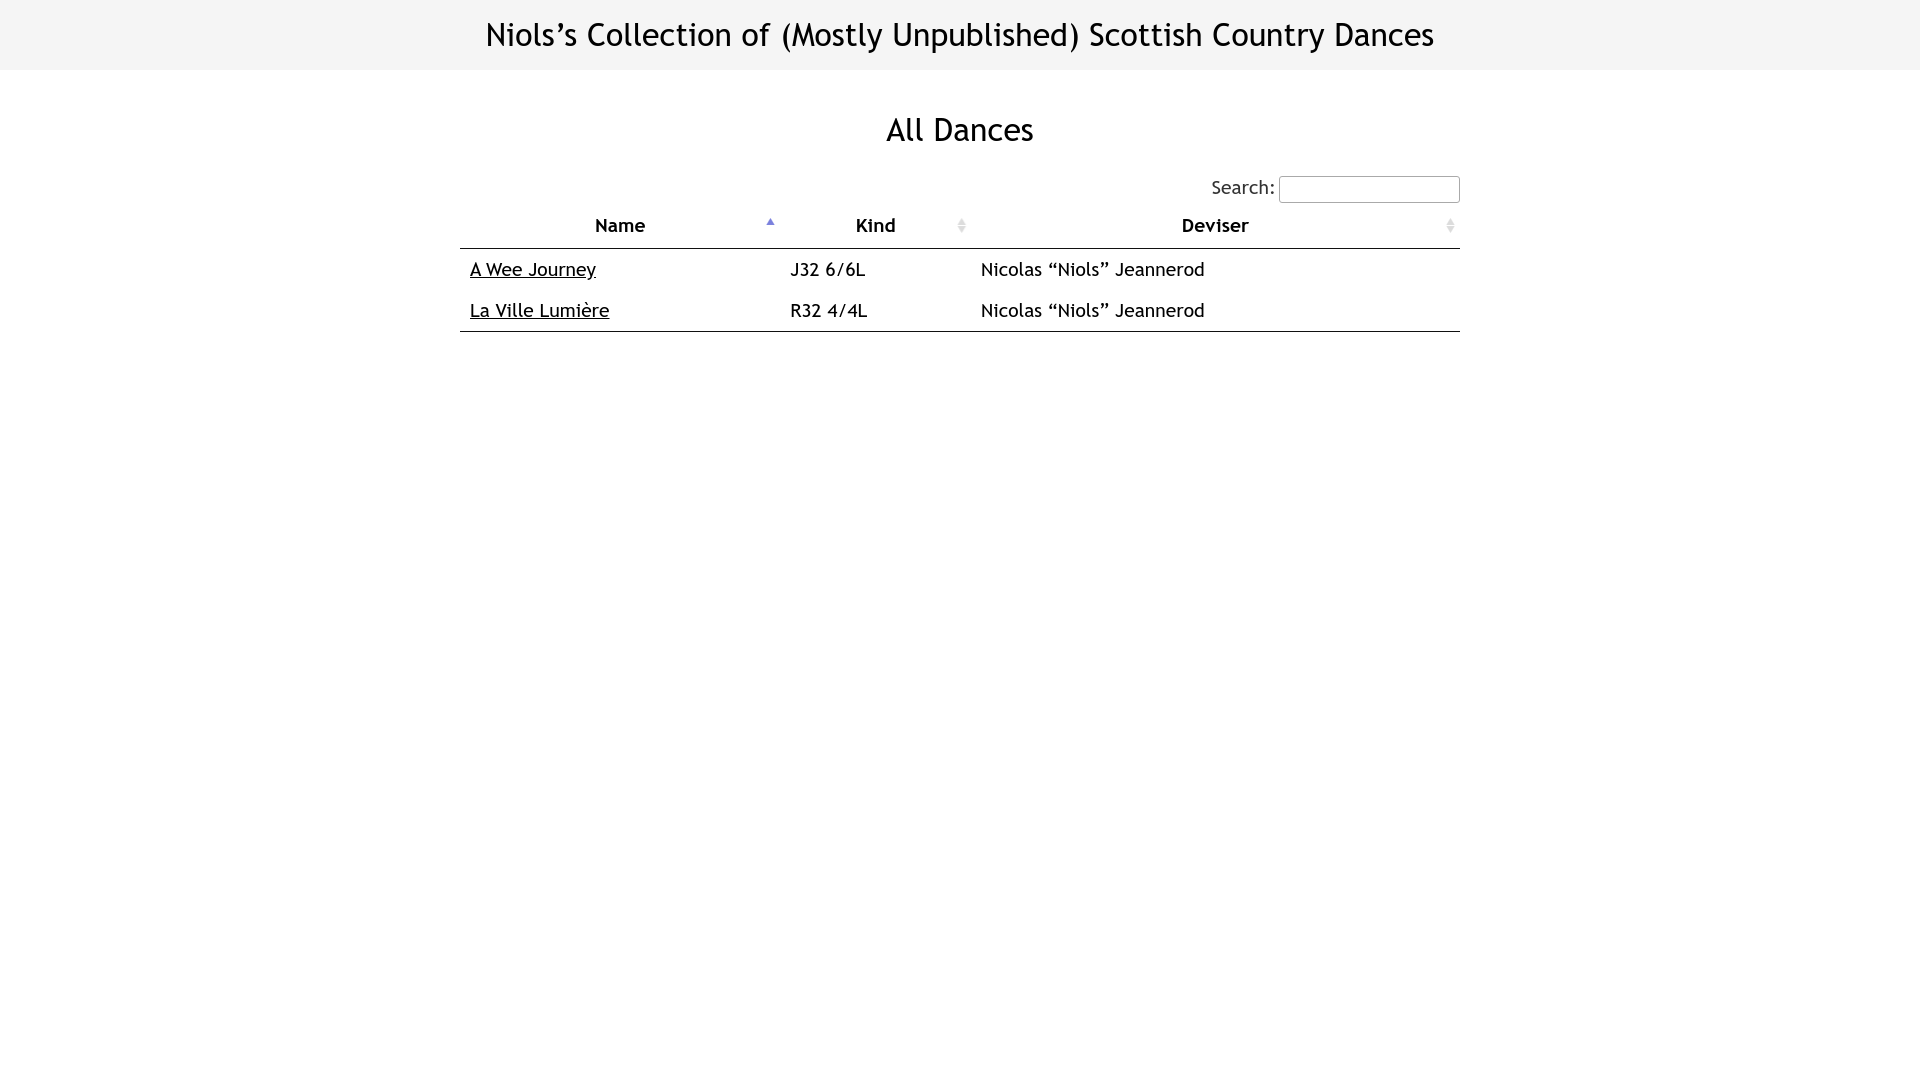 Niols’s Collection of (Mostly Unpublished) Scottish Country Dances
All Dances
Search:
Name Kind Deviser
A Wee Journey J32 6/6L Nicolas “Niols” Jeannerod
La Ville Lumière R32 4/4L Nicolas “Niols” Jeannerod